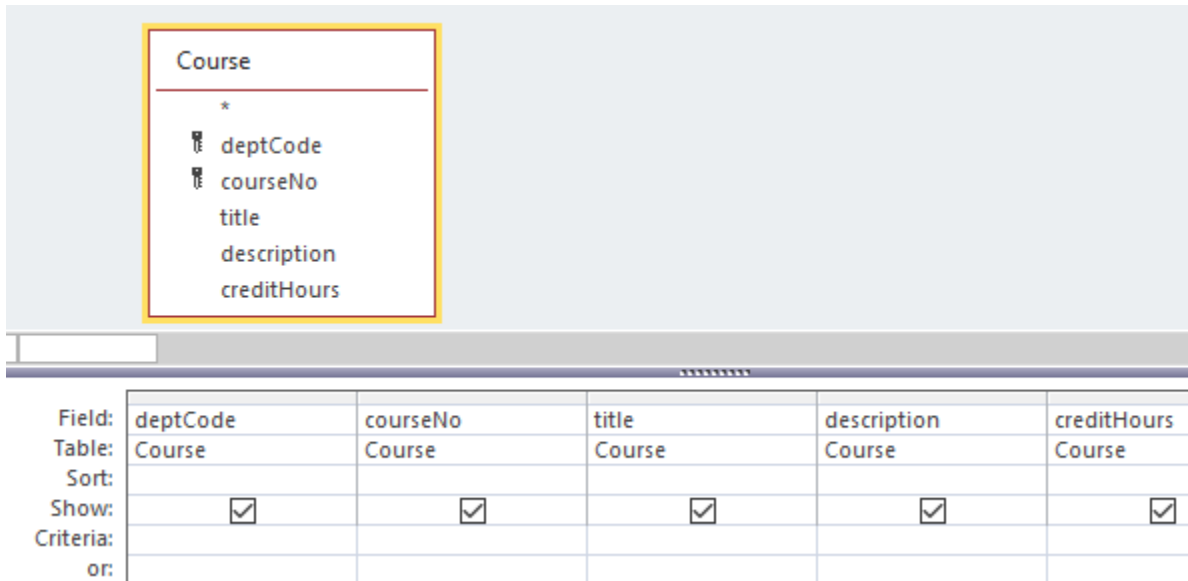 Course
*
deptCode
courseNo
title
description
creditHours
Field: deptCode courseNo title description creditHours
Table: Course Course Course Course Course
Sort:
Show:
Criteria:
or: